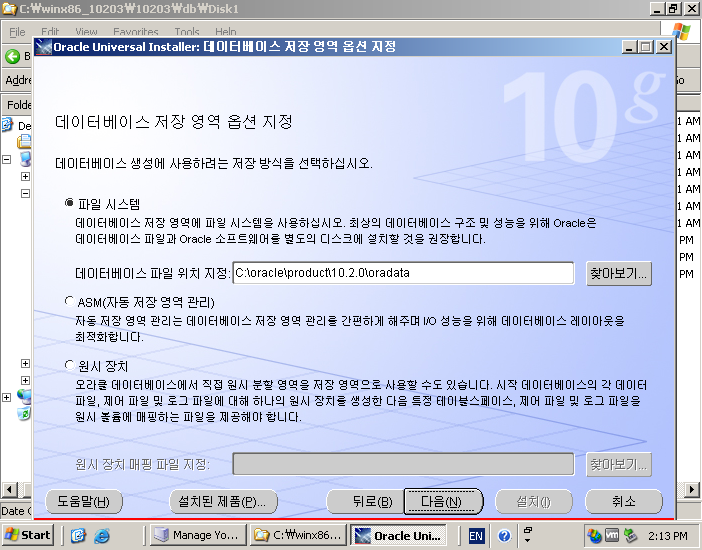 C:₩winx86_10203₩10203₩db₩Disk1
File Edit View Favorites Tools Help
Oracle Universal Installer: 데이터베이스 저장 영역 옵션 지정
Addre
Folde
De
10g
데이터베이스 저장 영역 옵션 지정
데이터베이스 생성에 사용하려는 저장 방식을 선택하십시오.
파일 시스템
데이터베이스 저장 영역에 파일 시스템을 사용하십시오. 최상의 데이터베이스 구조 및 성능을 위해 Oracle은
데이터베이스 파일과 Oracle 소프트웨어를 별도의 디스크에 설치할 것을 권장합니다.
데이터베이스 파일 위치 지정: C:\oracle\product\10.2.0\oradata 찾아보기...
ASM(자동 저장 영역 관리)
자동 저장 영역 관리는 데이터베이스 저장 영역 관리를 간편하게 해주며 I/O 성능을 위해 데이터베이스 레이아웃을
최적화합니다.
원시 장치
오라클 데이터베이스에서 직접 원시 분할 영역을 저장 영역으로 사용할 수도 있습니다. 시작 데이터베이스의 각 데이터
파일, 제어 파일 및 로그 파일에 대해 하나의 원시 장치를 생성한 다음 특정 테이블스페이스, 제어 파일 및 로그 파일을
원시 볼륨에 매핑하는 파일을 제공해야 합니다.
원시 장치 매핑 파일 지정: 찾아보기...
도움말(H) 설치된 제품(P)... 뒤로(B) 다음(N) 설치(I) 취소
1 AM
1 AM
1 AM
1 AM
1 AM
1 AM
1 AM
PM
PM
PM
Date C
Start Manage Yo... C:₩winx86... Oracle Uni... EN 2:13 PM